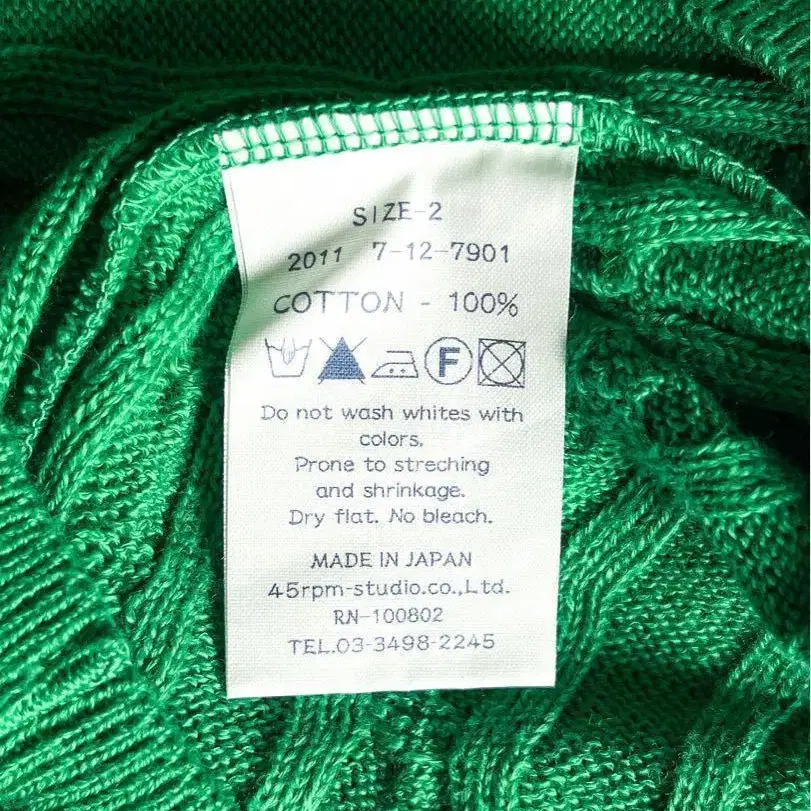 SIZE-2
2011 7-12-7901
COTTON - 100%
F
Do not wash whites with
colors.
Prone to streching
and shrinkage.
Dry flat. No bleach.
MADE IN JAPAN
45rpm-studio.co.,Ltd.
RN-100802
TEL.03-3498-2245